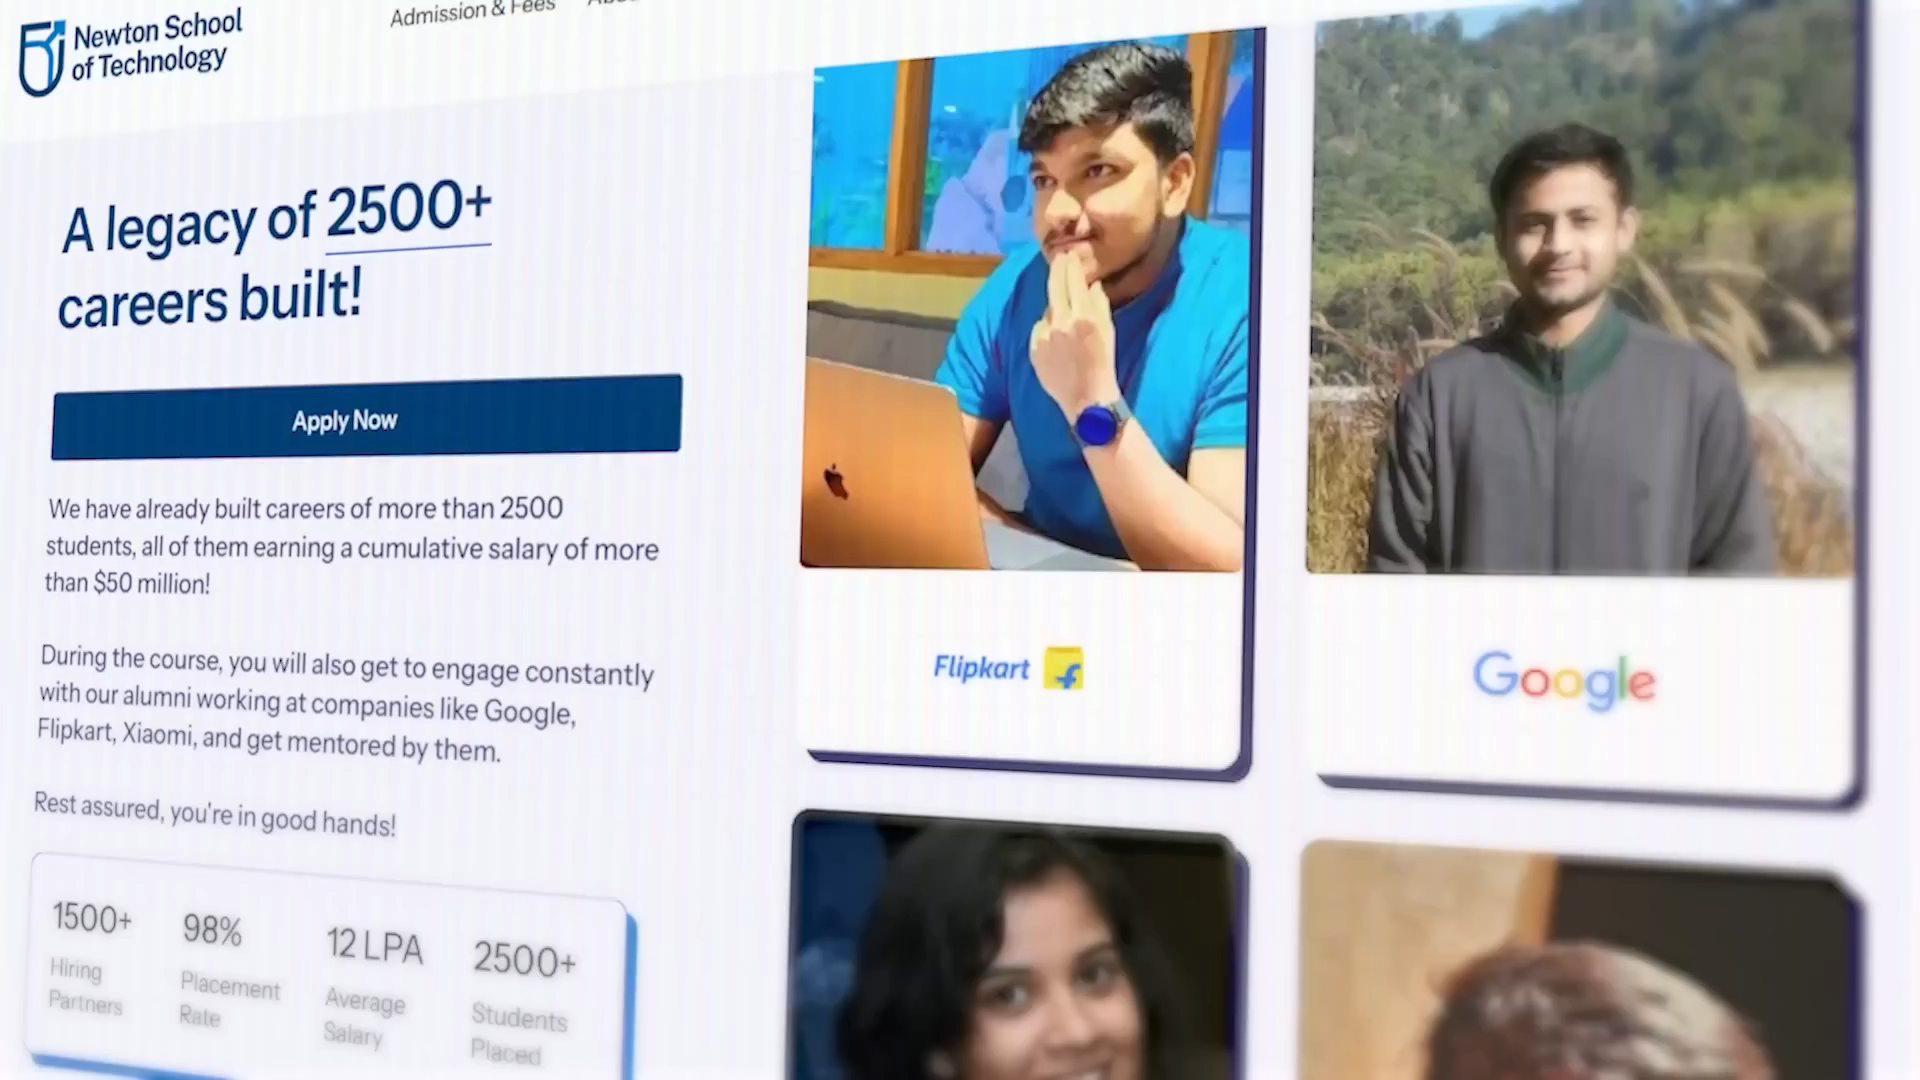 Newton School
of Technology
Admission & Fees
A legacy of 2500+
careers built!
Apply Now
We have already built careers of more than 2500
students, all of them earning a cumulative salary of more
than $50 million!
During the course, you will also get to engage constantly
with our alumni working at companies like Google,
Flipkart, Xiaomi, and get mentored by them.
Rest assured, you're in good hands!
1500+
Hiring
Partners
98%
Placement
Rate
12 LPA
Average
Salary
2500+
Students
Placed
Flipkart
Google